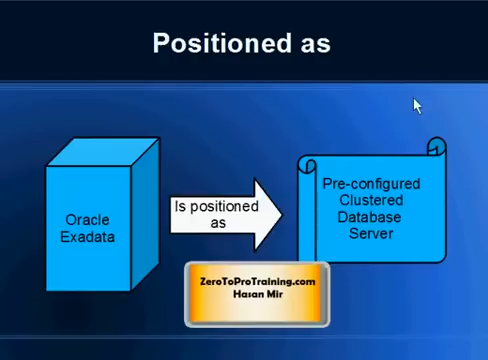 Positioned as
Oracle
Exadata
Is positioned
as
Pre-configured
Clustered
Database
Server
ZeroToProTraining.com
Hasan Mir